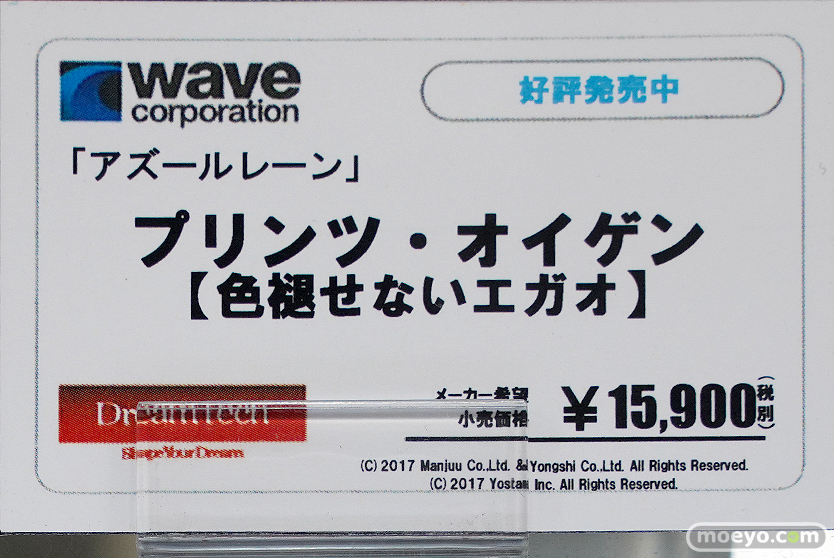 wave
corporation
好評発売中
「アズールレーン」
プリンツ・オイゲン
【色褪せないエガオ】
DreamTech
Shape Your Dream
メーカー希望
小売価格
￥15,900(税別)
(C) 2017 Manjuu Co.,Ltd. & Yongshi Co.,Ltd. All Rights Reserved.
(C) 2017 Yostar, Inc. All Rights Reserved.
moeyo.com